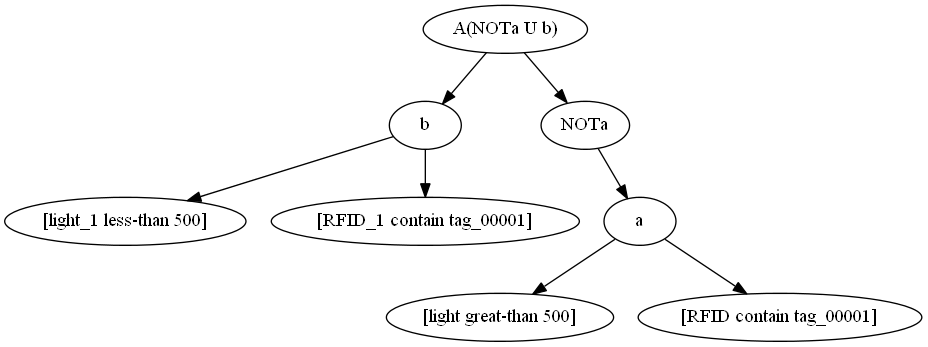 A(NOTa U b)
b
NOTa
[light_1 less-than 500]
[RFID_1 contain tag_00001]
a
[light great-than 500]
[RFID contain tag_00001]